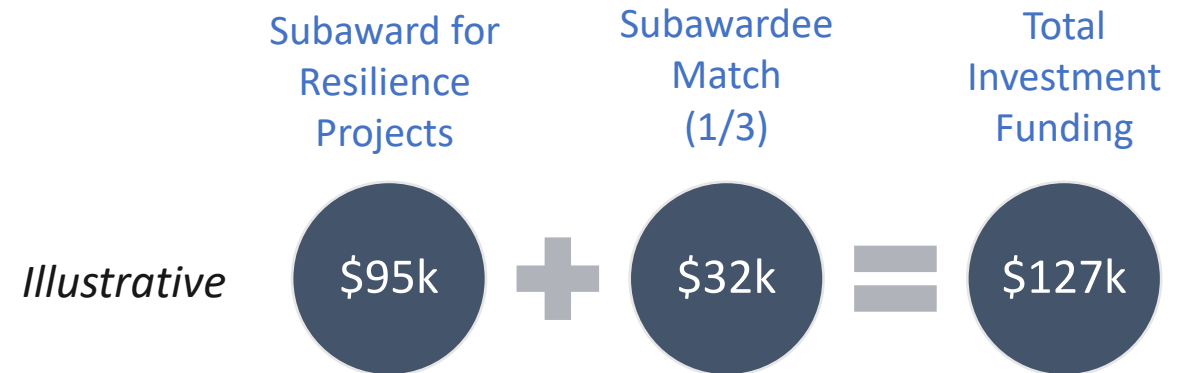 Subaward for
Resilience
Projects
Subawardee
Match
(1/3)
Total
Investment
Funding
Illustrative
$95k
$32k
$127k